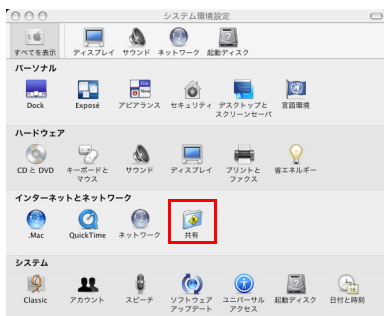 システム環境設定
すべてを表示 ディスプレイ サウンド ネットワーク 起動ディスク
パーソナル
Dock Exposé アピアランス セキュリティ デスクトップと 言語環境
スクリーンセーバ
ハードウェア
CD と DVD キーボードと サウンド ディスプレイ プリントと 省エネルギー
マウス ファクス
インターネットとネットワーク
.Mac QuickTime ネットワーク 共有
システム
Classic アカウント スピーチ ソフトウェア ユニバーサル 起動ディスク 日付と時刻
アップデート アクセス